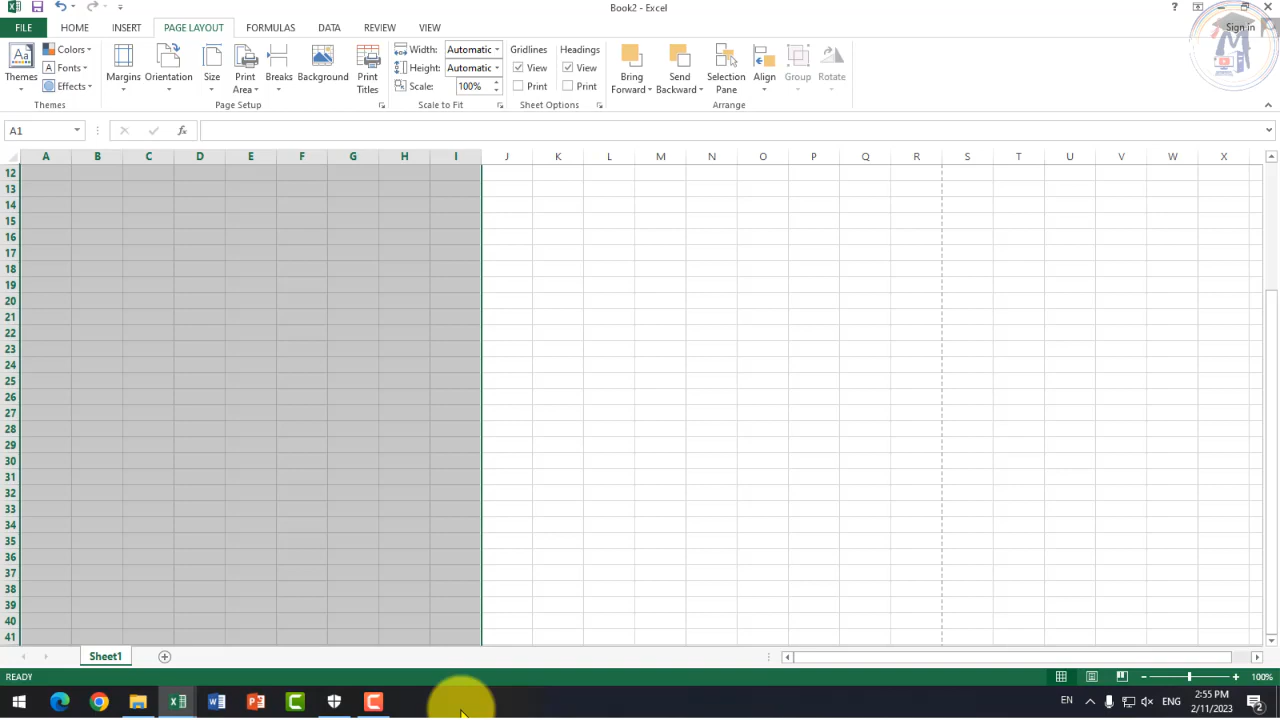 Book2 - Excel
?
FILE HOME INSERT PAGE LAYOUT FORMULAS DATA REVIEW VIEW
Sign in
Themes
Colors
Fonts
Effects
Themes
Margins Orientation Size Print Area Breaks Background Print Titles
Page Setup
Width: Automatic
Height: Automatic
Scale: 100%
Scale to Fit
Gridlines Headings
View View
Print Print
Sheet Options
Bring Forward Send Backward Selection Pane Align Group Rotate
Arrange
A1
fx
A B C D E F G H I J K L M N O P Q R S T U V W X
12
13
14
15
16
17
18
19
20
21
22
23
24
25
26
27
28
29
30
31
32
33
34
35
36
37
38
39
40
41
Sheet1
READY
100%
EN
ENG
2:55 PM
2/11/2023
2